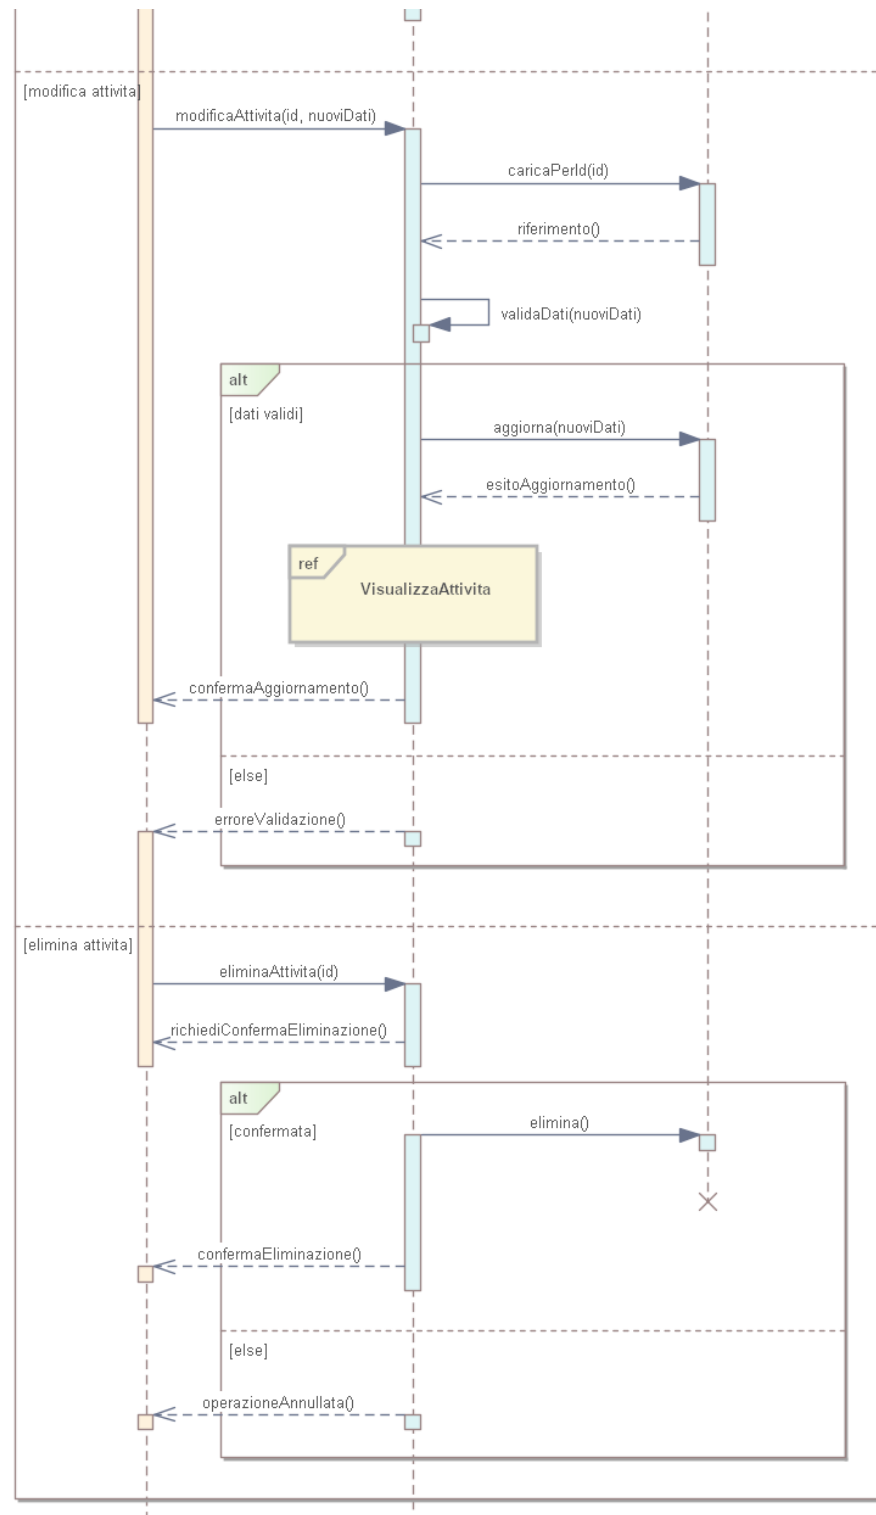 [modifica attivita]
modificaAttivita(id, nuoviDati)
caricaPerId(id)
riferimento()
validaDati(nuoviDati)
alt
[dati validi]
aggiorna(nuoviDati)
esitoAggiornamento()
ref
VisualizzaAttivita
confermaAggiornamento()
[else]
erroreValidazione()
[elimina attivita]
eliminaAttivita(id)
richiediConfermaEliminazione()
alt
[confermata]
elimina()
confermaEliminazione()
[else]
operazioneAnnullata()